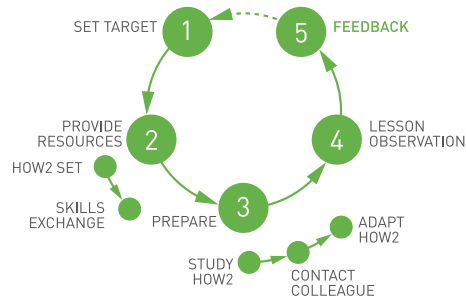 SET TARGET
1
5
FEEDBACK
PROVIDE
RESOURCES
2
4
LESSON
OBSERVATION
HOW2 SET
SKILLS
EXCHANGE
PREPARE
3
ADAPT
HOW2
STUDY
HOW2
CONTACT
COLLEAGUE